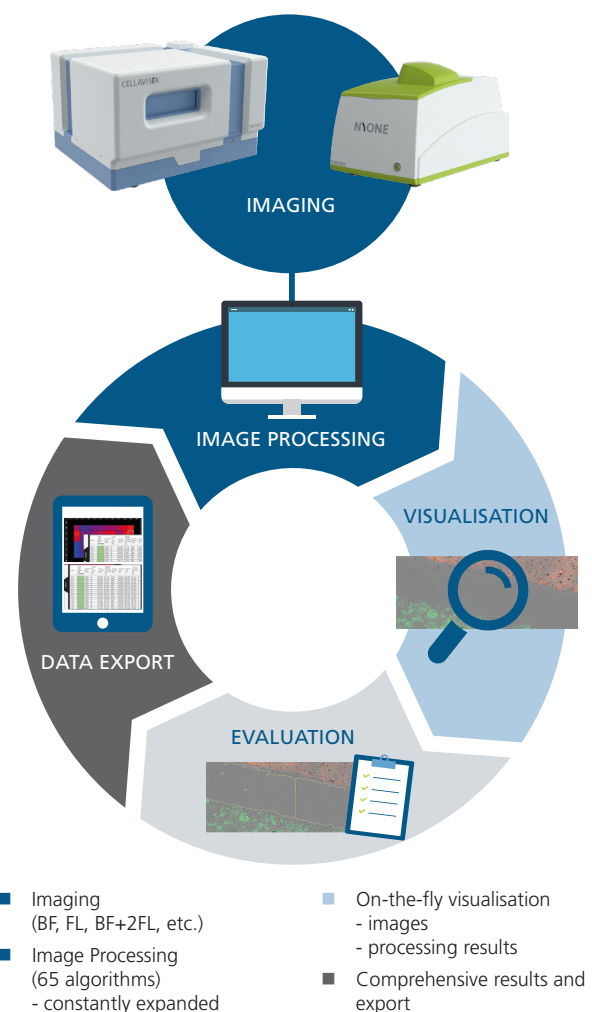 CELLAVISTA
NYONE
IMAGING
IMAGE PROCESSING
VISUALISATION
DATA EXPORT
EVALUATION
■ Imaging
(BF, FL, BF+2FL, etc.)
■ Image Processing
(65 algorithms)
- constantly expanded
■ On-the-fly visualisation
- images
- processing results
■ Comprehensive results and
export